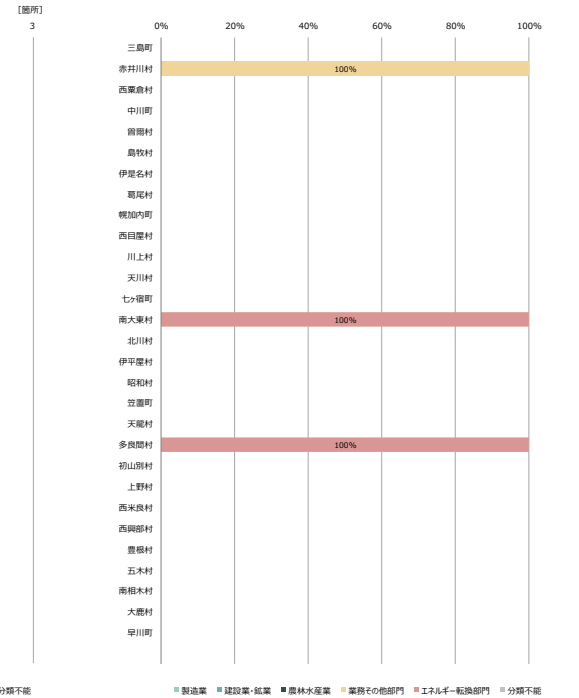 [箇所]
3 0% 20% 40% 60% 80% 100%
三島町
赤井川村 100%
西粟倉村
中川町
曽爾村
島牧村
伊是名村
葛尾村
幌加内町
西目屋村
川上村
天川村
七ヶ宿町
南大東村 100%
北川村
伊平屋村
昭和村
笠置町
天龍村
多良間村 100%
初山別村
上野村
西米良村
西興部村
豊根村
五木村
南相木村
大鹿村
早川町
分類不能 製造業 建設業・鉱業 農林水産業 業務その他部門 エネルギー転換部門 分類不能